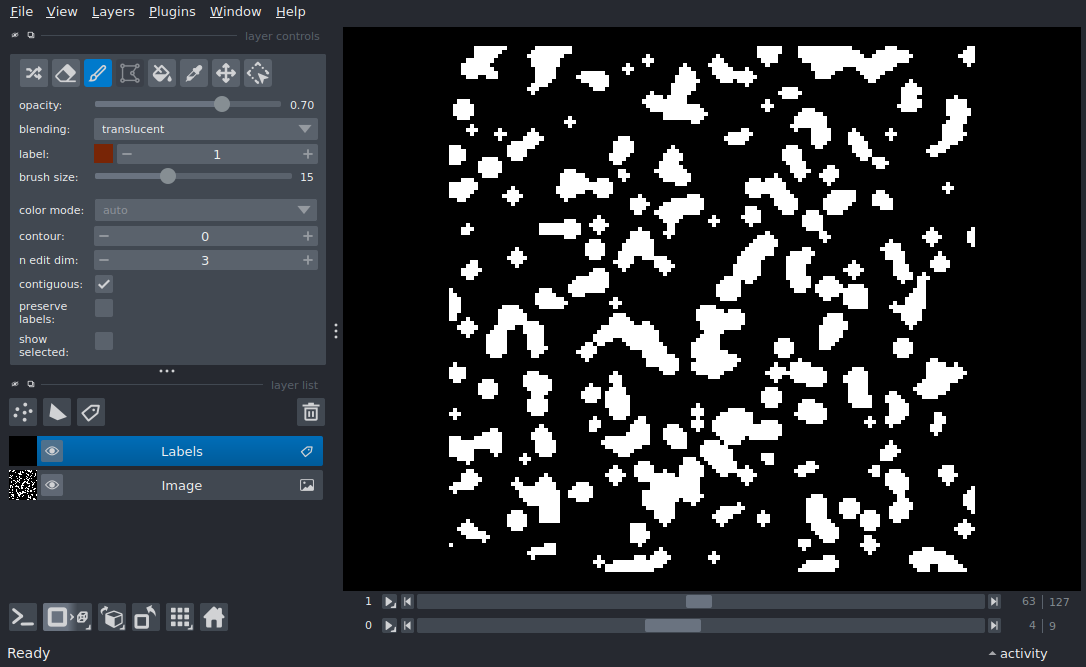 File View Layers Plugins Window Help
layer controls
opacity: 0.70
blending: translucent
label: 1
brush size: 15
color mode: auto
contour: 0
n edit dim: 3
contiguous:
preserve
labels:
show
selected:
layer list
Labels
Image
1 63 127
0 4 9
Ready activity